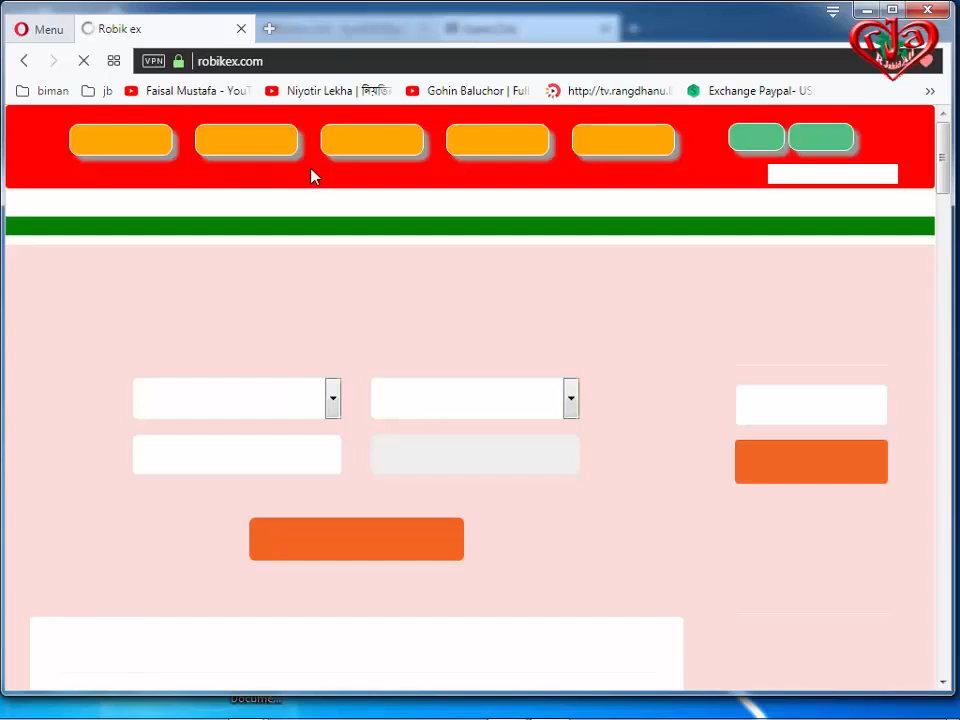 Menu
Robik ex
VPN
robikex.com
biman
jb
Faisal Mustafa - YouT
Niyotir Lekha | নিয়তি
Gohin Baluchor | Full
http://tv.rangdhanu.l
Exchange Paypal- US
rja